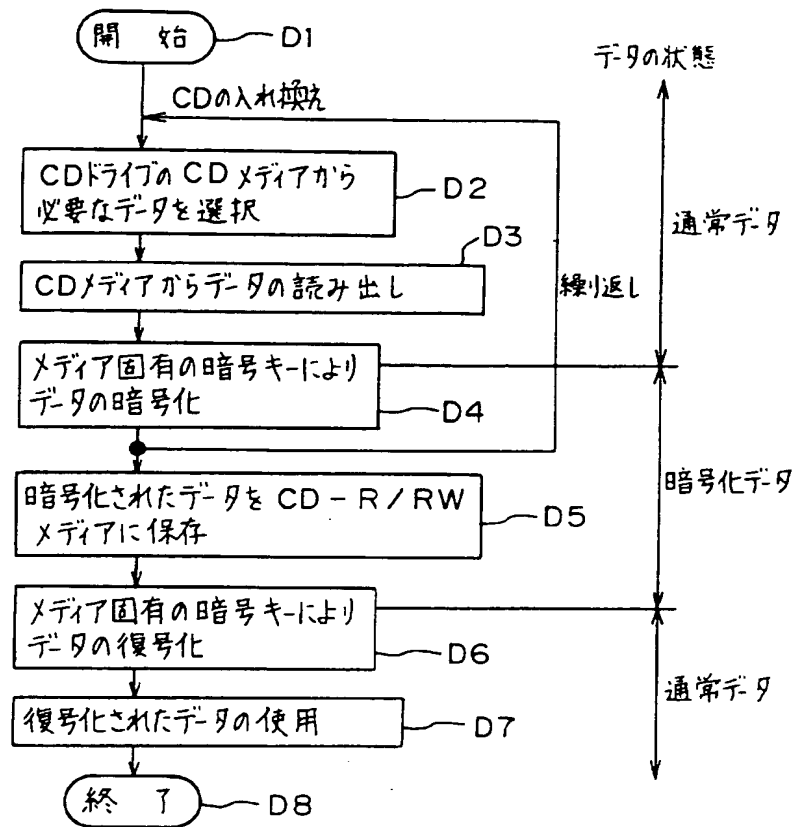 開 始
D1
データの状態
CDの入れ換え
CDドライブの CD メディアから
必要なデータを選択
D2
通常データ
D3
CDメディアからデータの読み出し
繰り返し
メディア固有の暗号キーにより
データの暗号化
D4
暗号化データ
暗号化されたデータを CD-R/RW
メディアに保存
D5
メディア固有の暗号キーにより
データの復号化
D6
通常データ
復号化されたデータの使用
D7
終 了
D8